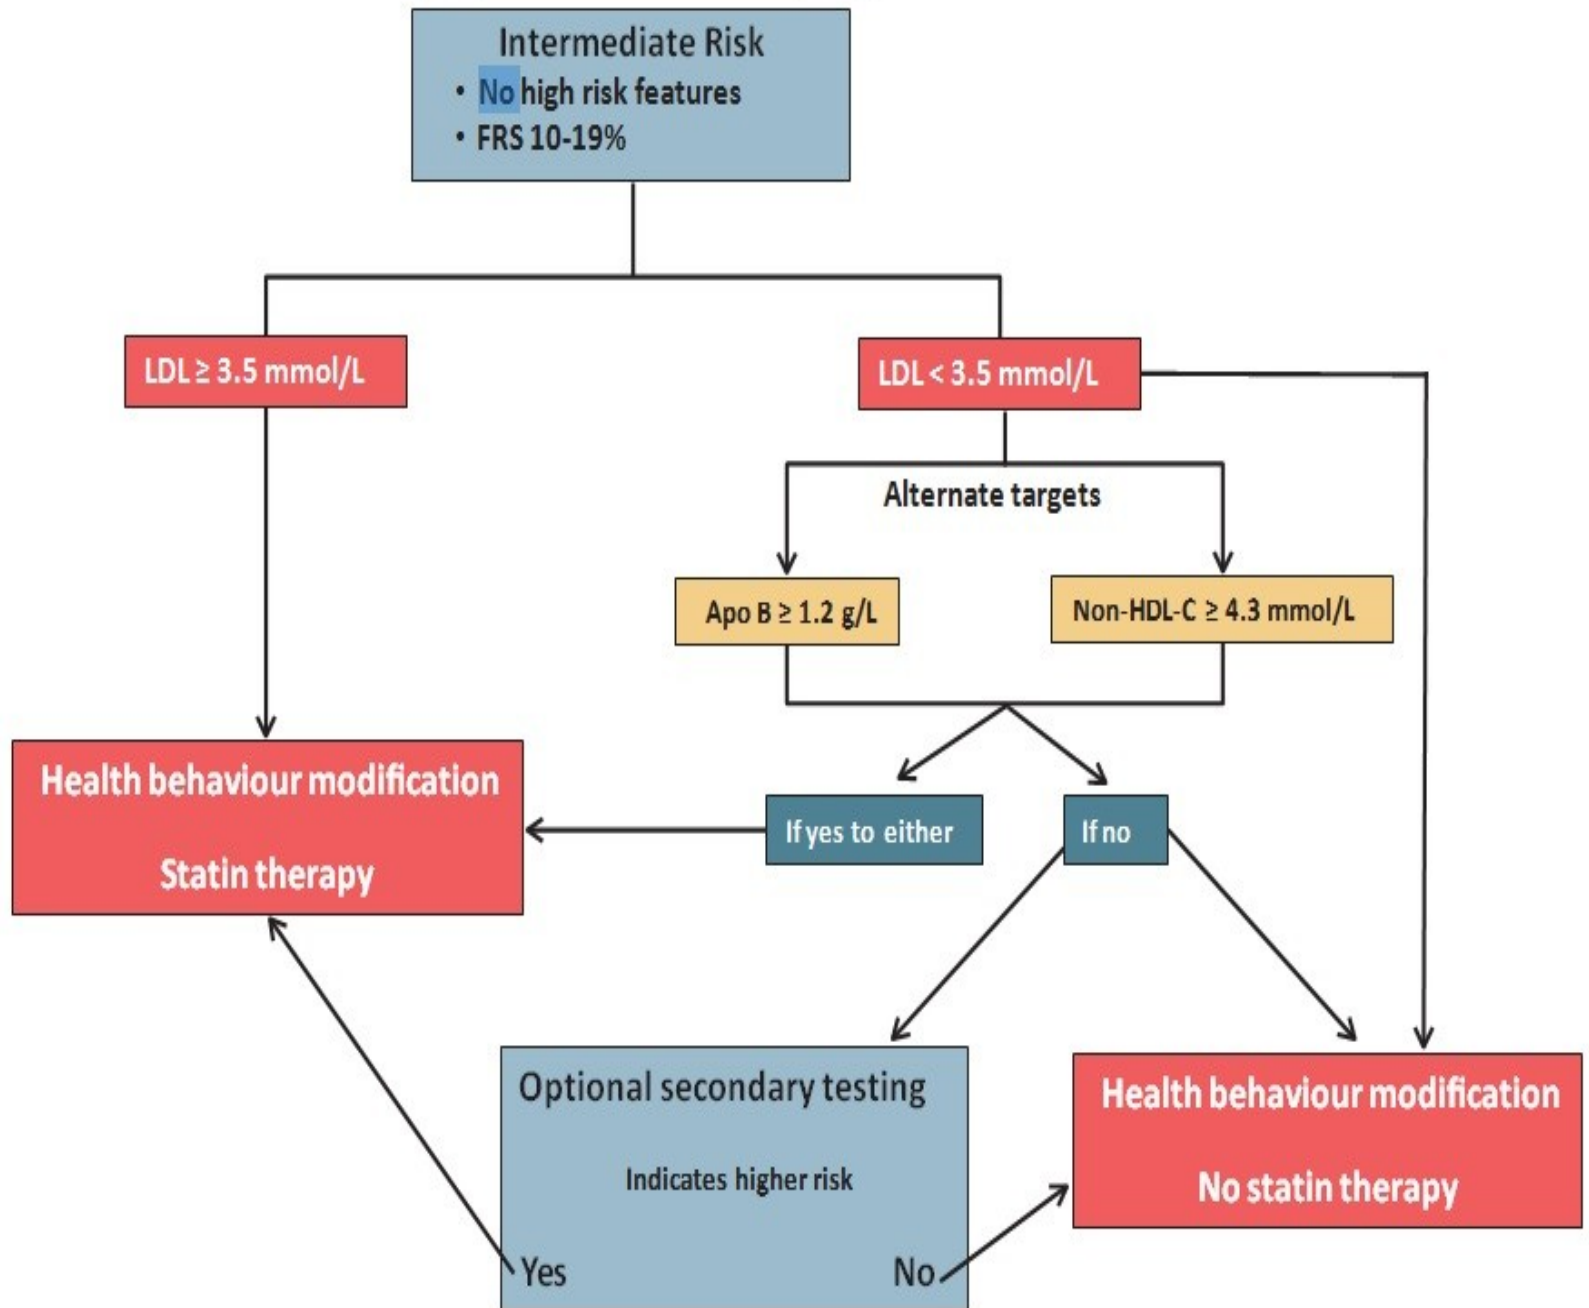 Intermediate Risk
• No high risk features
• FRS 10-19%
LDL ≥ 3.5 mmol/L
LDL < 3.5 mmol/L
Alternate targets
Apo B ≥ 1.2 g/L
Non-HDL-C ≥ 4.3 mmol/L
If yes to either
If no
Health behaviour modification
Statin therapy
Optional secondary testing
Indicates higher risk
Yes
No
Health behaviour modification
No statin therapy